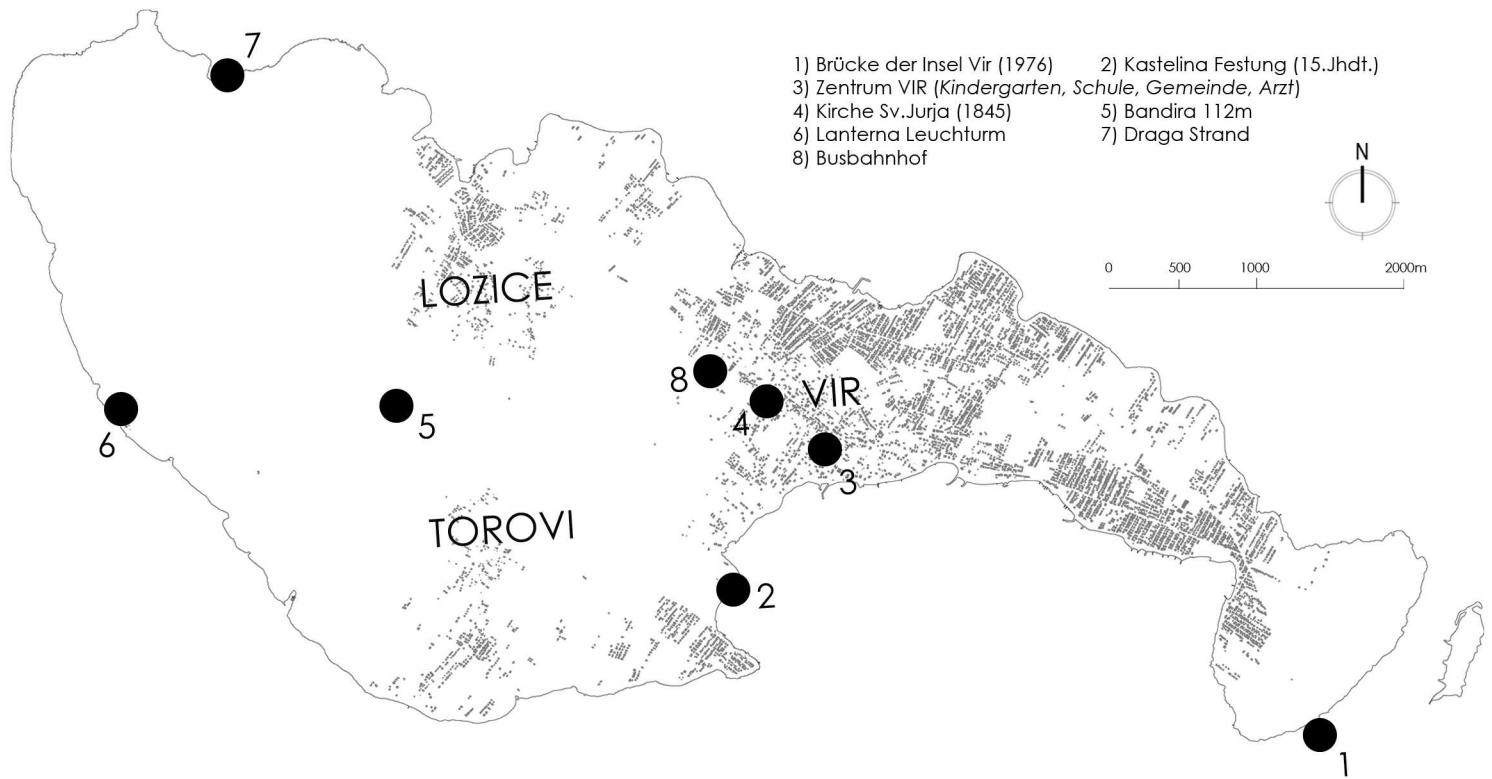 7
1) Brücke der Insel Vir (1976) 2) Kastelina Festung (15.Jhdt.)
3) Zentrum VIR (Kindergarten, Schule, Gemeinde, Arzt)
4) Kirche Sv.Jurja (1845) 5) Bandira 112m
6) Lanterna Leuchturm 7) Draga Strand
8) Busbahnhof
N
0 500 1000 2000m
LOZICE
8
VIR
4
5
6
3
TOROVI
2
1